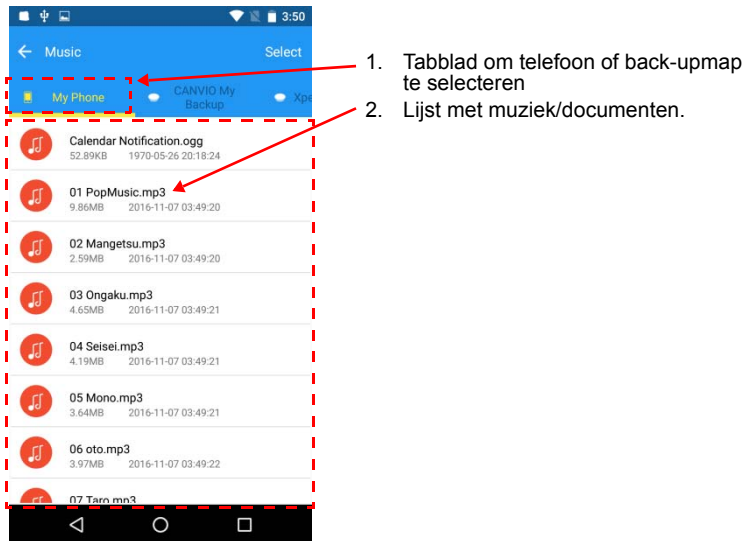 3:50
Music Select
My Phone CANVIO My Backup Xpe
Calendar Notification.ogg
52.89KB 1970-05-26 20:18:24
01 PopMusic.mp3
9.86MB 2016-11-07 03:49:20
02 Mangetsu.mp3
2.59MB 2016-11-07 03:49:20
03 Ongaku.mp3
4.65MB 2016-11-07 03:49:21
04 Seisei.mp3
4.19MB 2016-11-07 03:49:21
05 Mono.mp3
3.64MB 2016-11-07 03:49:21
06 oto.mp3
3.97MB 2016-11-07 03:49:22
07 Taro.mp3
1. Tabblad om telefoon of back-upmap
te selecteren
2. Lijst met muziek/documenten.